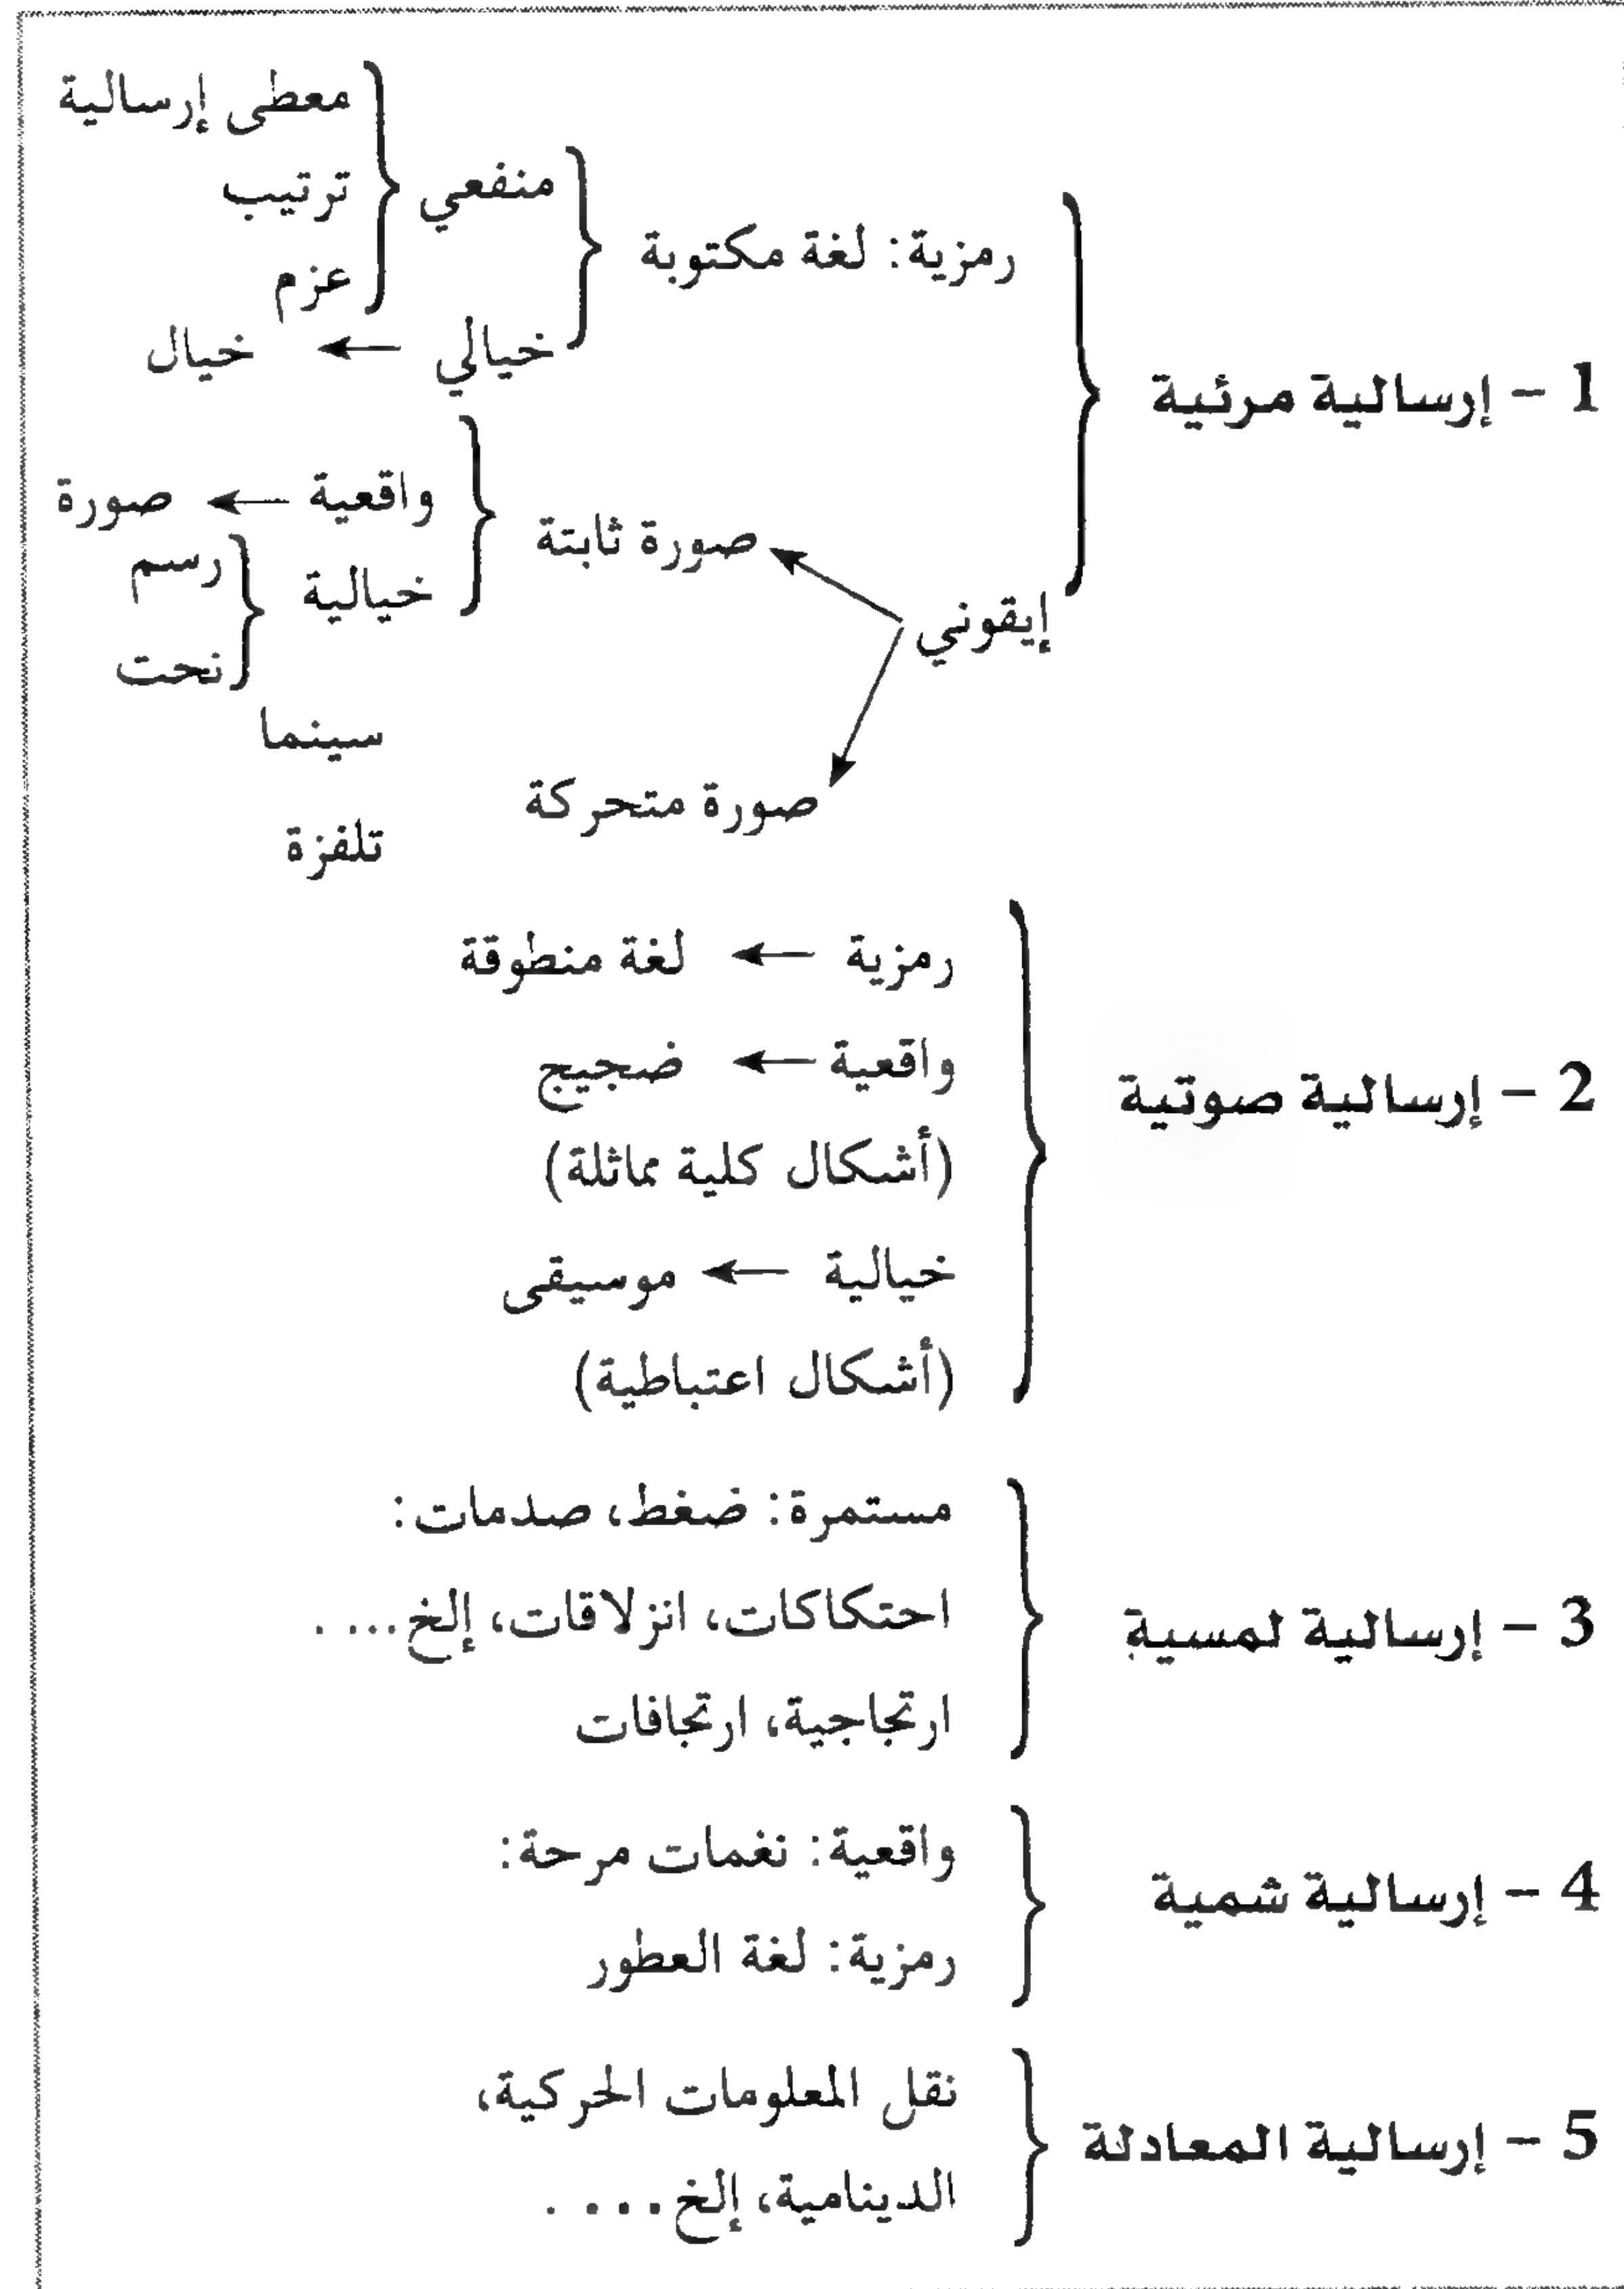 معطى إرسالية
ترتيب
عزم
منفعي
خيالي ← خيال
رمزية: لغة مكتوبة
1 - إرسالية مرئية
واقعية ← صورة
خيالية
رسم
نحت
صورة ثابتة
إيقوني
صورة متحركة
سينما
تلفزة
2 - إرسالية صوتية
رمزية ← لغة منطوقة
واقعية ← ضجيج
(أشكال كلية مماثلة)
خيالية ← موسيقى
(أشكال اعتباطية)
3 - إرسالية لمسية
مستمرة: ضغط، صدمات:
احتكاكات، انزلاقات، إلخ....
ارتجاجية، ارتجافات
4 - إرسالية شمية
واقعية: نغمات مرحة:
رمزية: لغة العطور
5 - إرسالية المعادلة
نقل المعلومات الحركية،
الدينامية، إلخ....